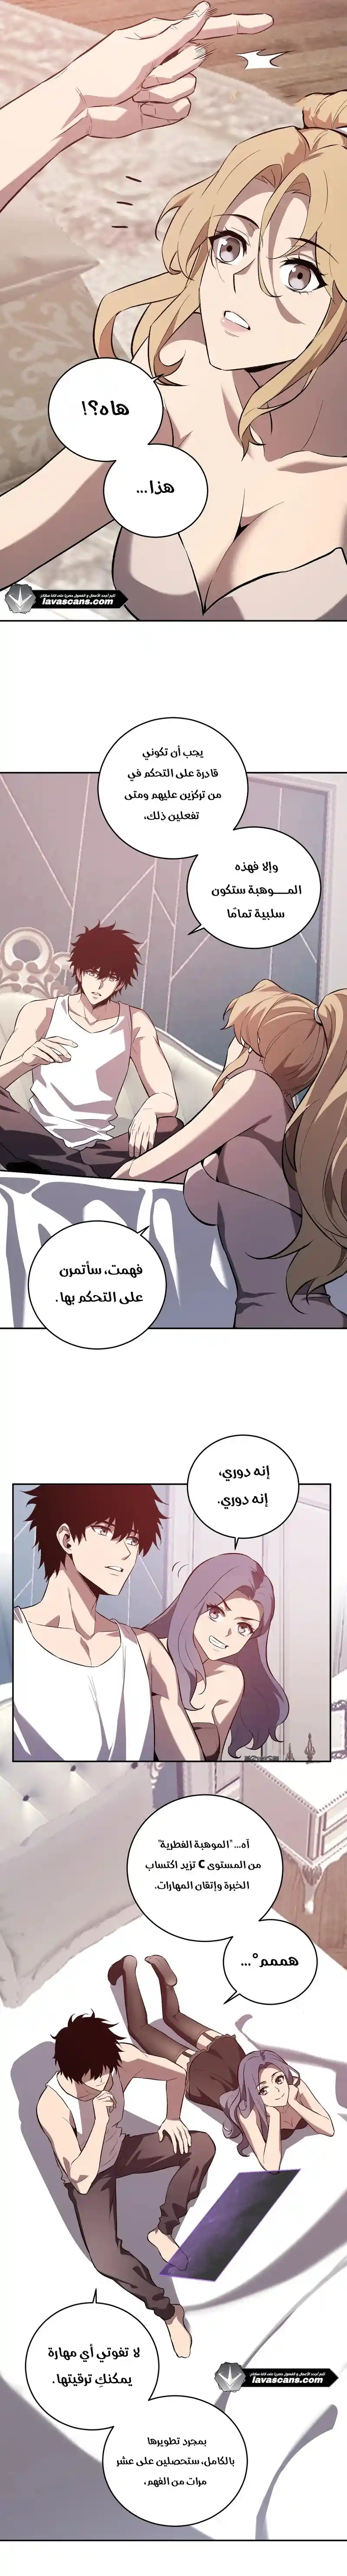 هاه؟!
هذا...
lavascans.com
يجب أن تكوني
قادرة على التحكم في
من تركزين عليهم ومتى
تفعلين ذلك،
وإلا فهذه
المـــوهبة ستكون
سلبية تمامًا
فهمت، سأتمرن
على التحكم بها.
إنه دوري،
إنه دوري.
آه... "الموهبة الفطرية"
من المستوى C تزيد اكتساب
الخبرة وإتقان المهارات.
هممم°...
لا تفوتي أي مهارة
يمكنكِ ترقيتها.
lavascans.com
بمجرد تطويرها
بالكامل، ستحصلين على عشر
مرات من الفهم،